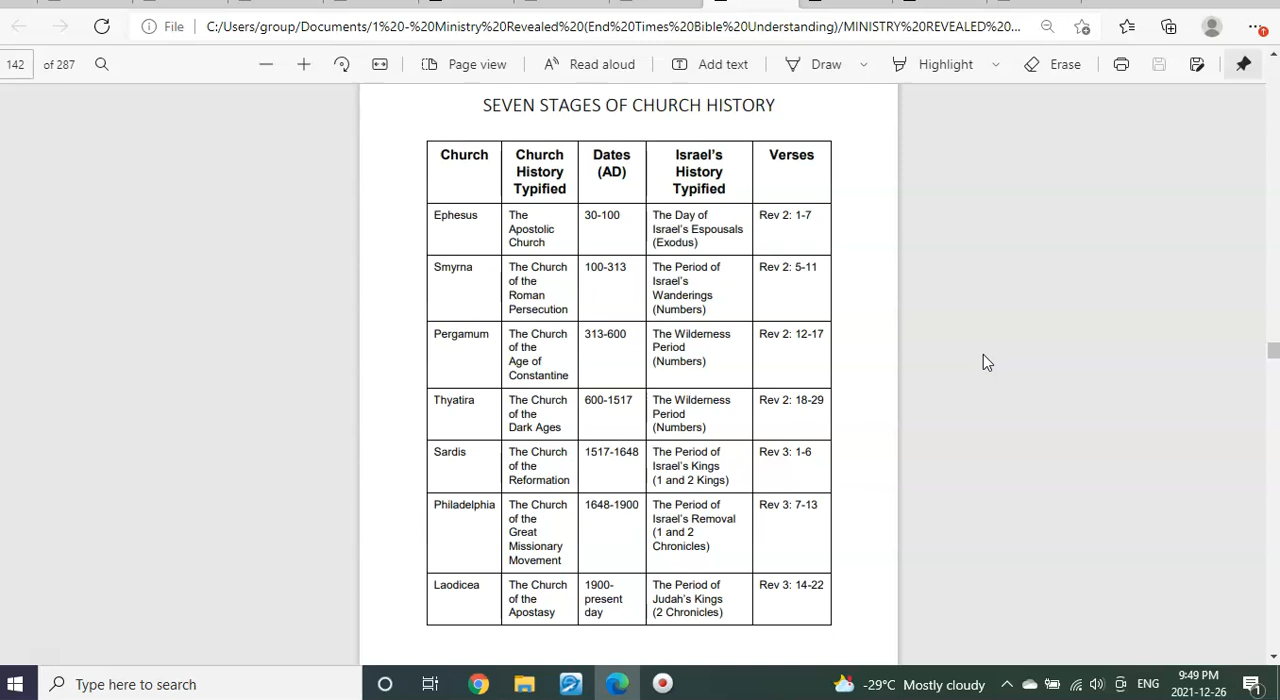 File
C:/Users/group/Documents/1%20-%20Ministry%20Revealed%20(End%20Times%20Bible%20Understanding)/MINISTRY%20REVEALED%20...
142 of 287
Page view
Read aloud
Add text
Draw
Highlight
Erase
SEVEN STAGES OF CHURCH HISTORY
Church
Church
History
Typified
Dates
(AD)
Israel's
History
Typified
Verses
Ephesus
The
Apostolic
Church
30-100
The Day of
Israel's Espousals
(Exodus)
Rev 2: 1-7
Smyrna
The Church
of the
Roman
Persecution
100-313
The Period of
Israel's
Wanderings
(Numbers)
Rev 2: 5-11
Pergamum
The Church
of the
Age of
Constantine
313-600
The Wilderness
Period
(Numbers)
Rev 2: 12-17
Thyatira
The Church
of the
Dark Ages
600-1517
The Wilderness
Period
(Numbers)
Rev 2: 18-29
Sardis
The Church
of the
Reformation
1517-1648
The Period of
Israel's Kings
(1 and 2 Kings)
Rev 3: 1-6
Philadelphia
The Church
of the
Great
Missionary
Movement
1648-1900
The Period of
Israel's Removal
(1 and 2
Chronicles)
Rev 3: 7-13
Laodicea
The Church
of the
Apostasy
1900-
present
day
The Period of
Judah's Kings
(2 Chronicles)
Rev 3: 14-22
Type here to search
-29°C Mostly cloudy
ENG
9:49 PM
2021-12-26
1